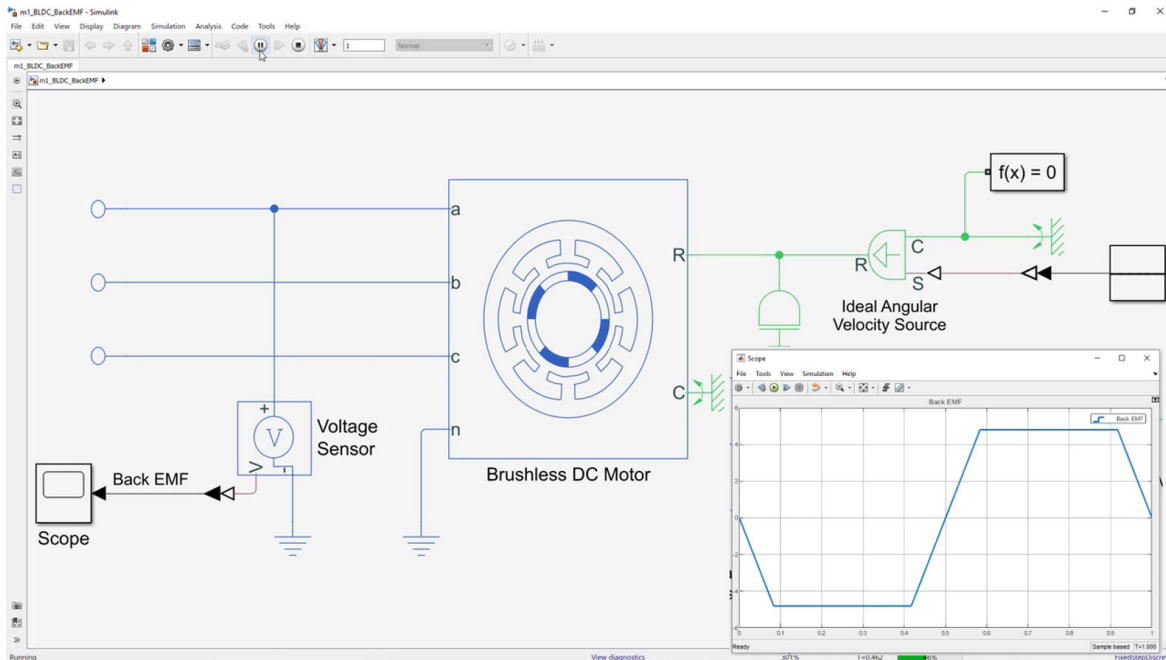 m1_BLDC_BackEMF - Simulink
File Edit View Display Diagram Simulation Analysis Code Tools Help
1
Normal
m1_BLDC_BackEMF
m1_BLDC_BackEMF
f(x) = 0
a
R
C
R
S
b
Ideal Angular
Velocity Source
c
Scope
File Tools View Simulation Help
C
Back EMF
6
Back EMF
+
V
-
V
Voltage
Sensor
n
4
Brushless DC Motor
Back EMF
0
Scope
-2
-4
-6
0 0.1 0.2 0.3 0.4 0.5 0.6 0.7 0.8 0.9 1
Ready
Sample based T=1.000
Running
View diagnostics
T=0.462
46%